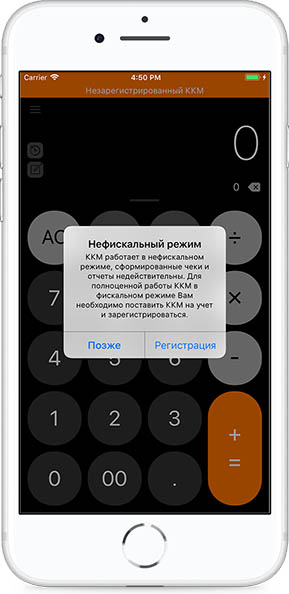 Carrier 4:50 PM
Незарегистрированный ККМ
0
0
AC ÷
Нефискальный режим
ККМ работает в нефискальном
режиме, сформированные чеки и
отчеты недействительны. Для
полноценной работы ККМ в
фискальном режиме Вам
необходимо поставить ККМ на учет
и зарегистрироваться.
Позже Регистрация
7 ×
4 5 6 -
1 2 3 +
=
0 00 .